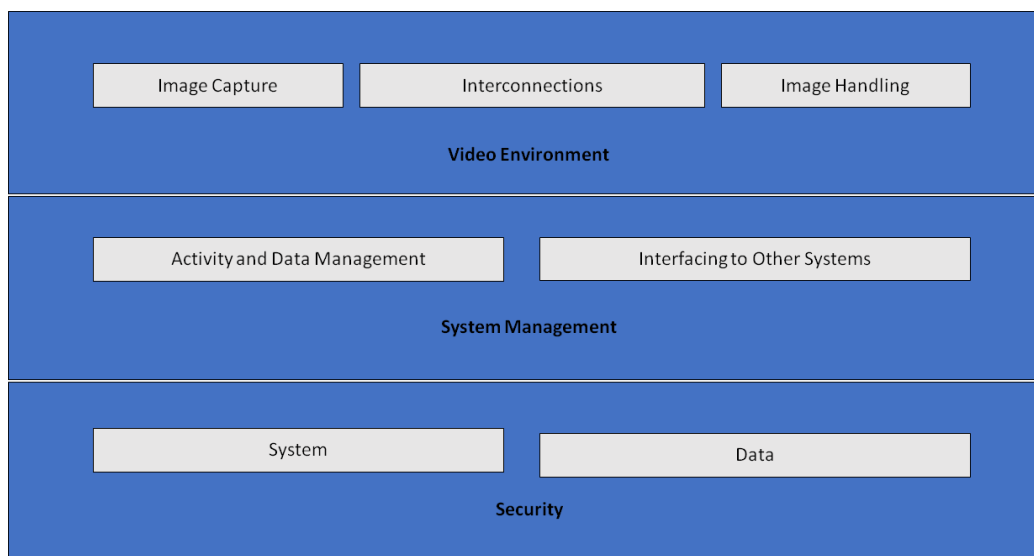 Image Capture
Interconnections
Image Handling
Video Environment
Activity and Data Management
Interfacing to Other Systems
System Management
System
Data
Security